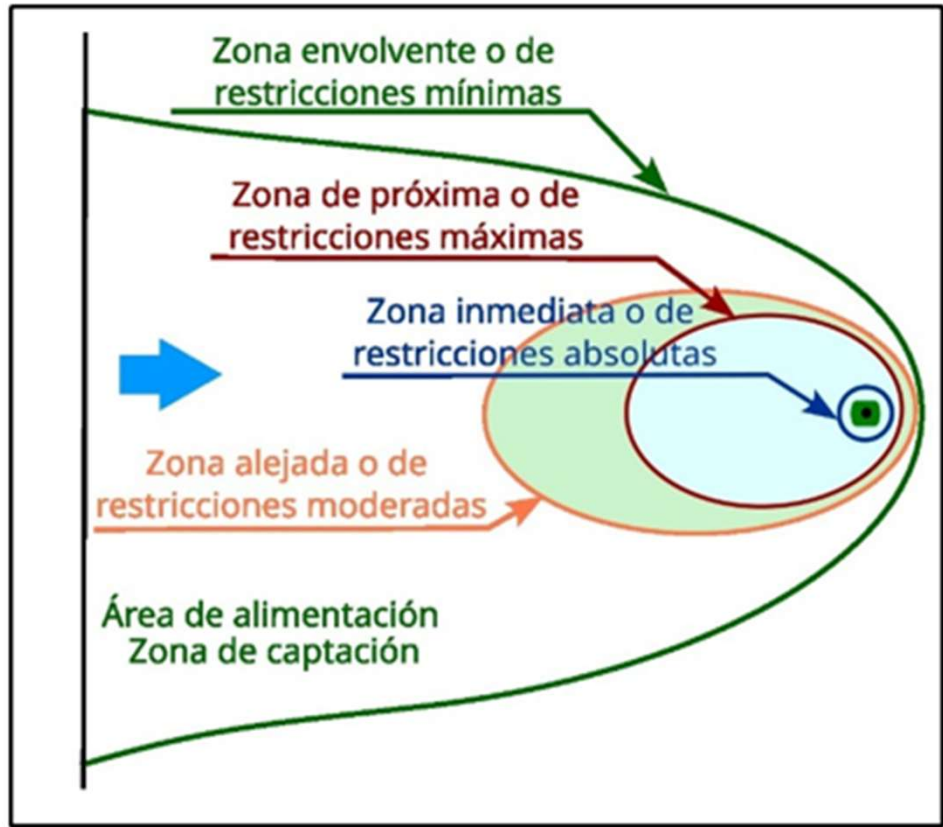 Zona envolvente o de
restricciones mínimas
Zona de próxima o de
restricciones máximas
Zona inmediata o de
restricciones absolutas
Zona alejada o de
restricciones moderadas
Área de alimentación
Zona de captación